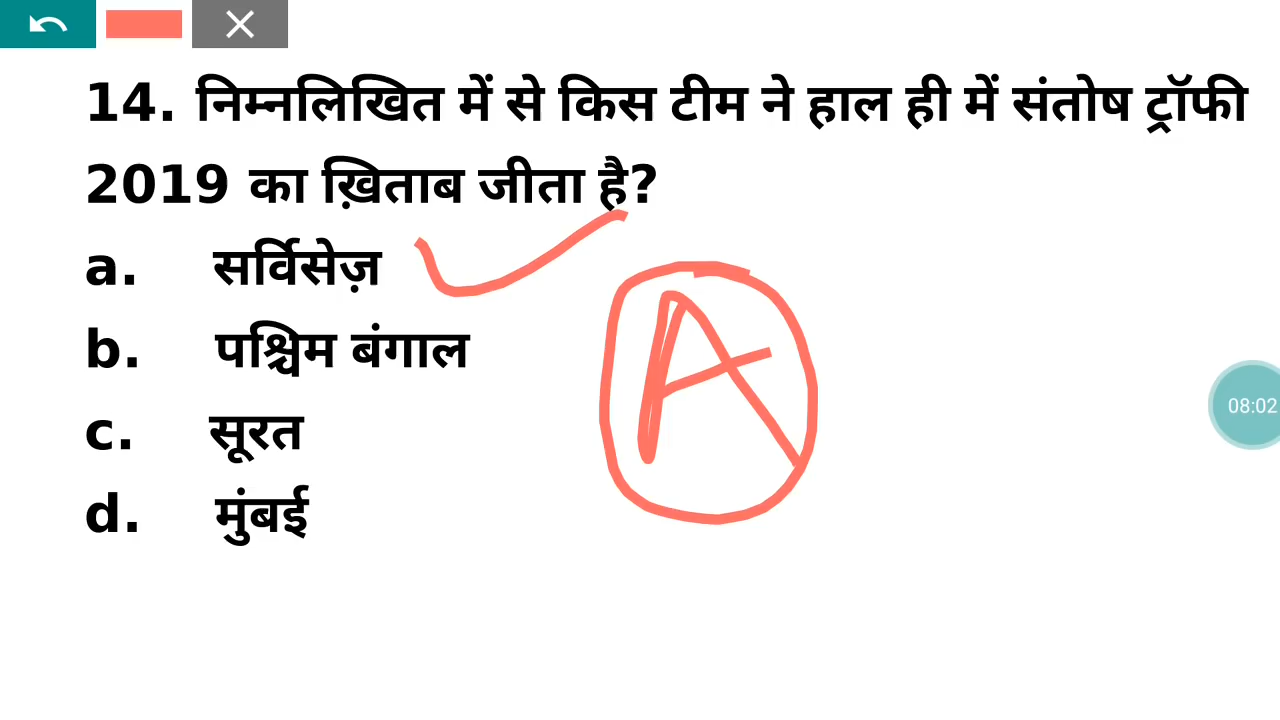 14. निम्नलिखित में से किस टीम ने हाल ही में संतोष ट्रॉफी
2019 का ख़िताब जीता है?
a. सर्विसेज़
b. पश्चिम बंगाल
c. सूरत
d. मुंबई
A
08:02